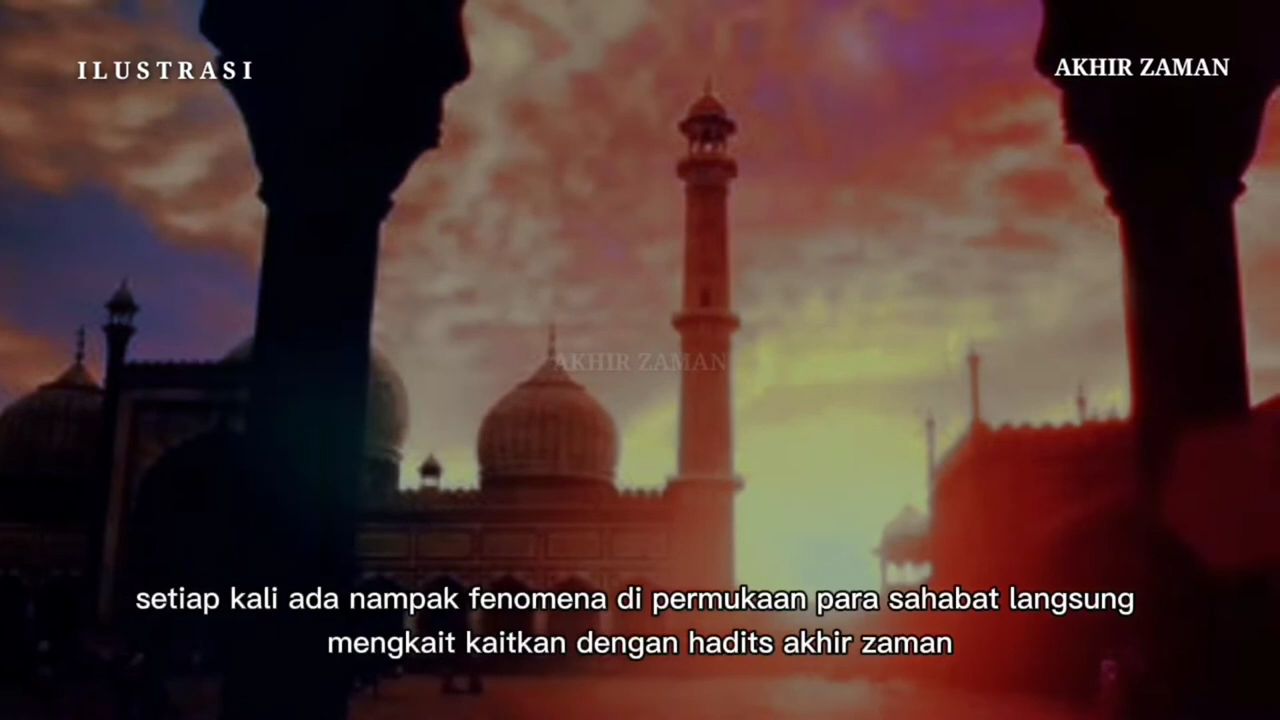 ILUSTRASI
AKHIR ZAMAN
AKHIR ZAMAN
setiap kali ada nampak fenomena di permukaan para sahabat langsung
mengkait kaitkan dengan hadits akhir zaman